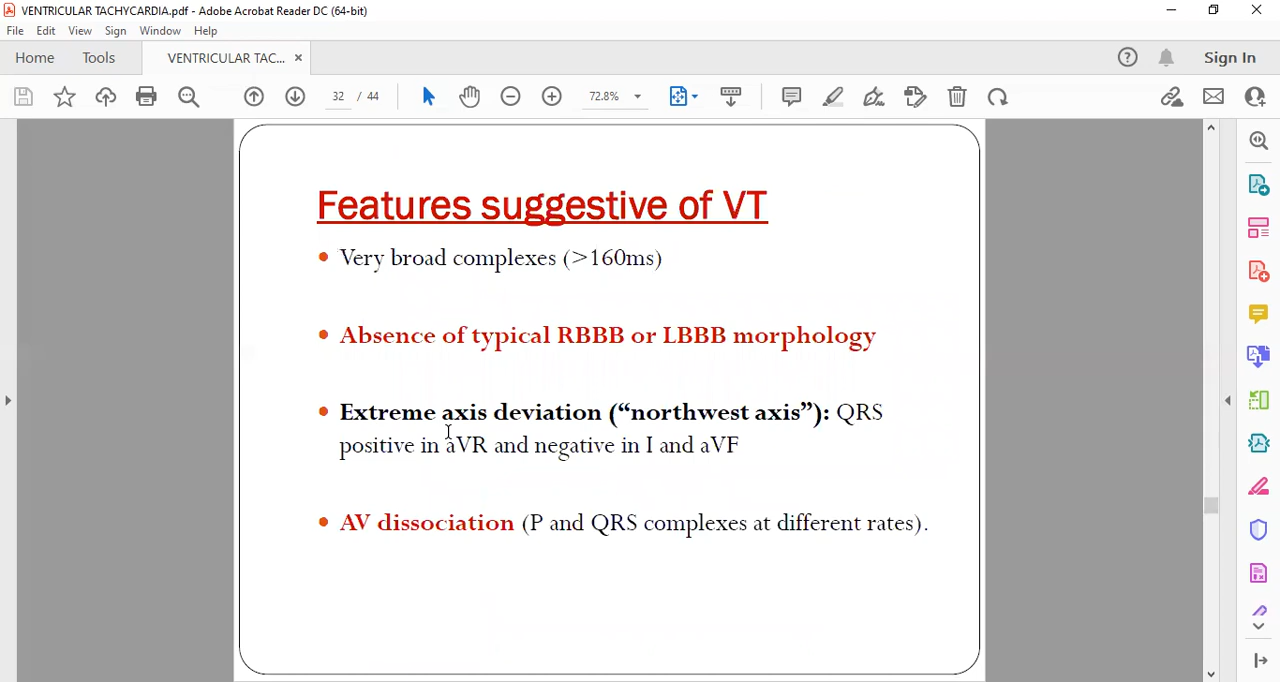 VENTRICULAR TACHYCARDIA.pdf - Adobe Acrobat Reader DC (64-bit)
File Edit View Sign Window Help
Home Tools VENTRICULAR TAC... × Sign In
32 / 44 72.8%
Features suggestive of VT
• Very broad complexes (>160ms)
• Absence of typical RBBB or LBBB morphology
• Extreme axis deviation (“northwest axis”): QRS
positive in aVR and negative in I and aVF
• AV dissociation (P and QRS complexes at different rates).